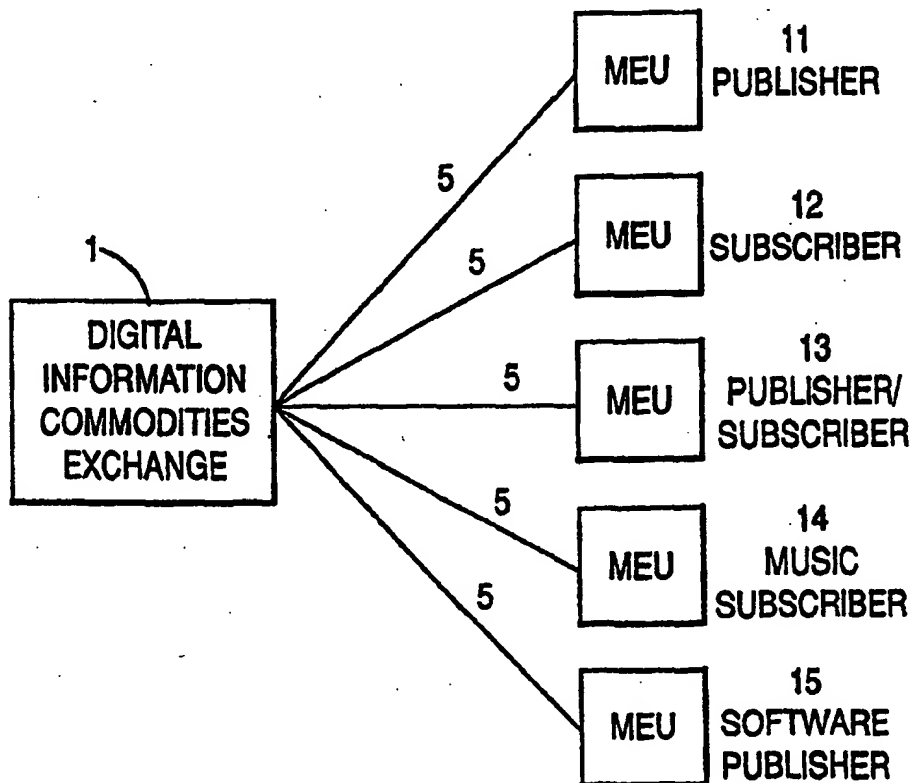 11
MEU
PUBLISHER
5
12
MEU
SUBSCRIBER
5
1
DIGITAL
INFORMATION
COMMODITIES
EXCHANGE
5
13
MEU
PUBLISHER/
SUBSCRIBER
5
14
MEU
MUSIC
SUBSCRIBER
5
15
MEU
SOFTWARE
PUBLISHER